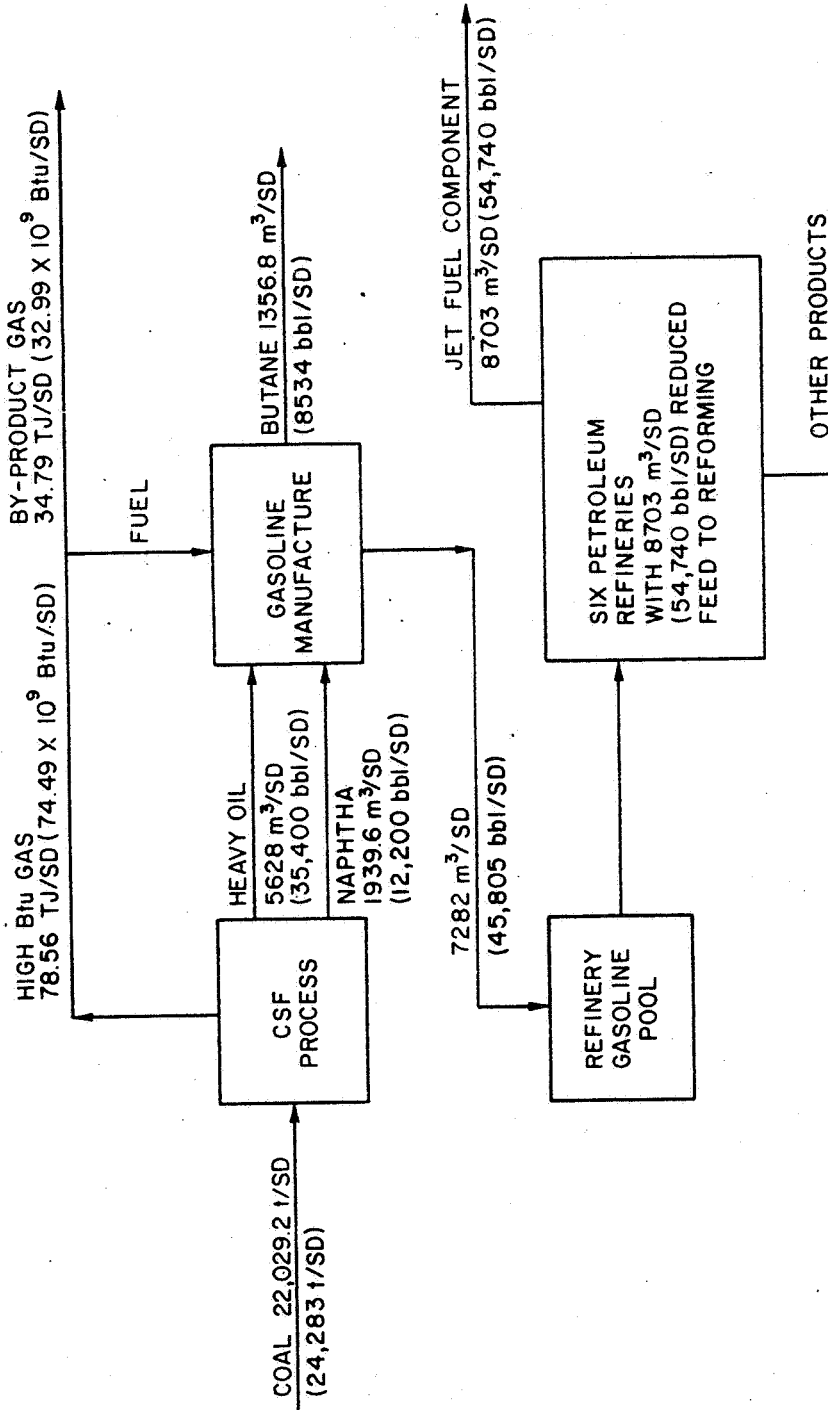 HIGH Btu GAS
78.56 TJ/SD (74.49 X 10⁹ Btu/SD)
BY-PRODUCT GAS
34.79 TJ/SD (32.99 X 10⁹ Btu/SD)
FUEL
COAL 22,029.2 t/SD
(24,283 t/SD)
CSF
PROCESS
HEAVY OIL
5628 m³/SD
(35,400 bbl/SD)
NAPHTHA
1939.6 m³/SD
(12,200 bbl/SD)
GASOLINE
MANUFACTURE
BUTANE 1356.8 m³/SD
(8534 bbl/SD)
7282 m³/SD
(45,805 bbl/SD)
REFINERY
GASOLINE
POOL
SIX PETROLEUM
REFINERIES
WITH 8703 m³/SD
(54,740 bbl/SD) REDUCED
FEED TO REFORMING
JET FUEL COMPONENT
8703 m³/SD (54,740 bbl/SD)
OTHER PRODUCTS